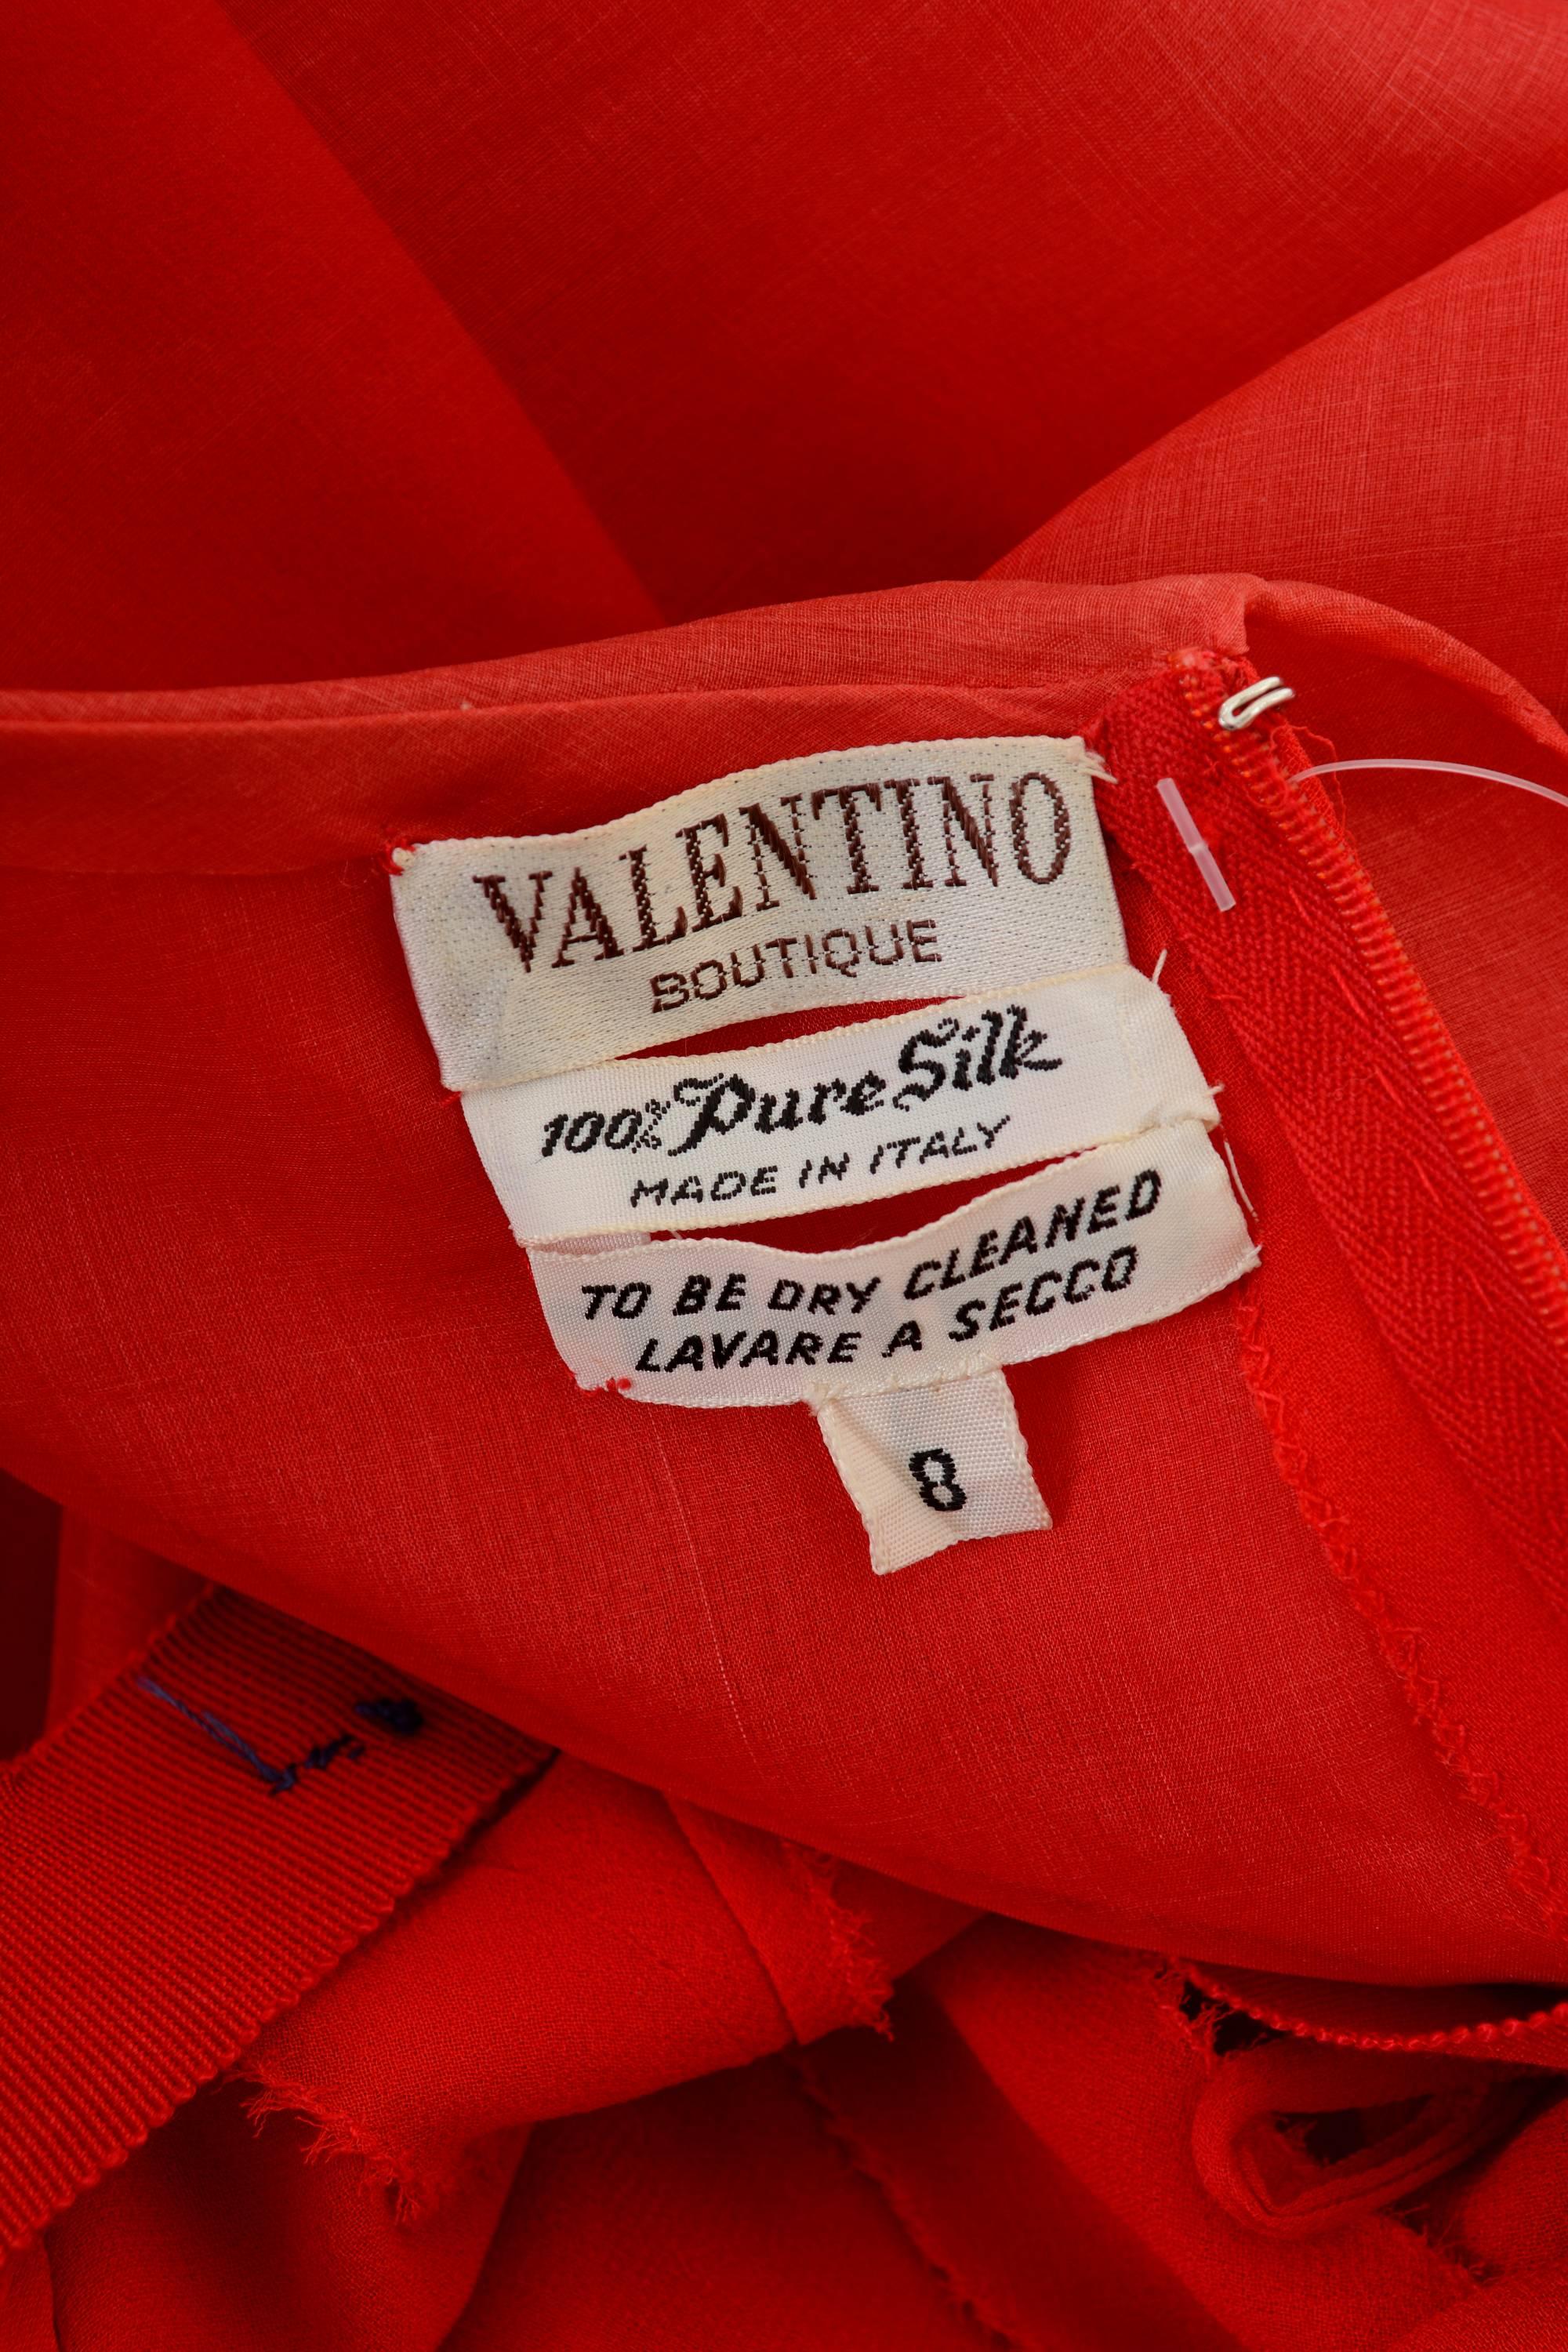 VALENTINO
BOUTIQUE
100% Pure Silk
MADE IN ITALY
TO BE DRY CLEANED
LAVARE A SECCO
8